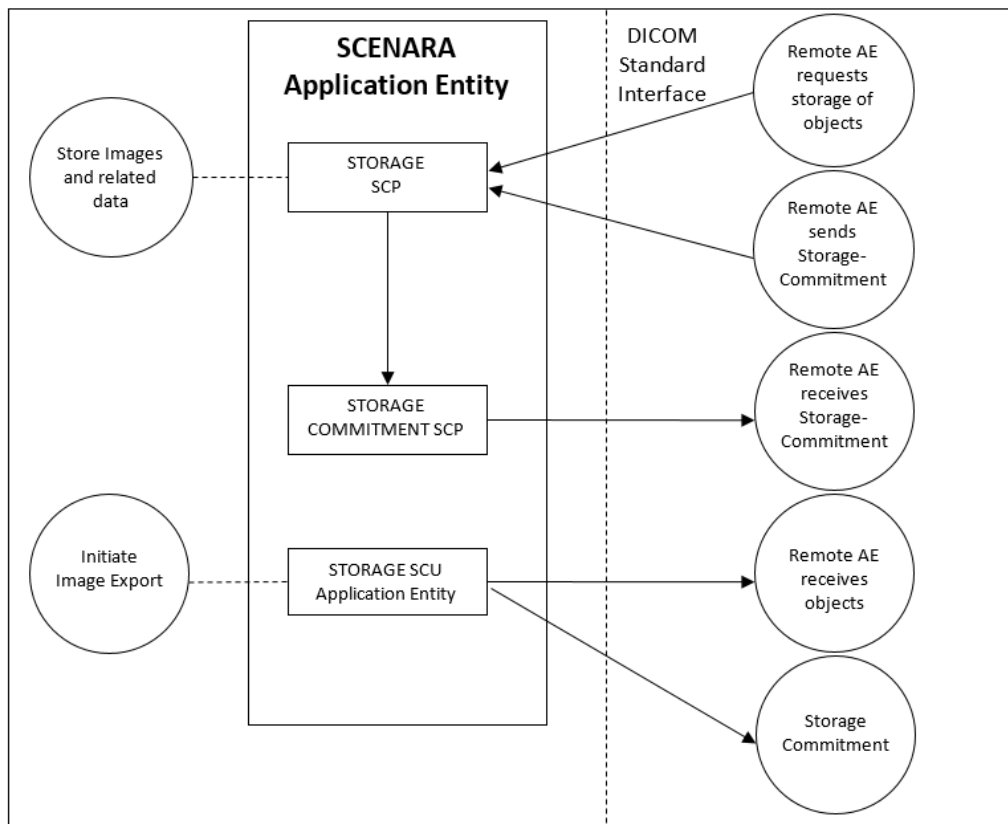 SCENARA
Application Entity
DICOM
Standard
Interface
Remote AE
requests
storage of
objects
Store Images
and related
data
STORAGE
SCP
Remote AE
sends
Storage-
Commitment
STORAGE
COMMITMENT SCP
Remote AE
receives
Storage-
Commitment
Initiate
Image Export
STORAGE SCU
Application Entity
Remote AE
receives
objects
Storage
Commitment